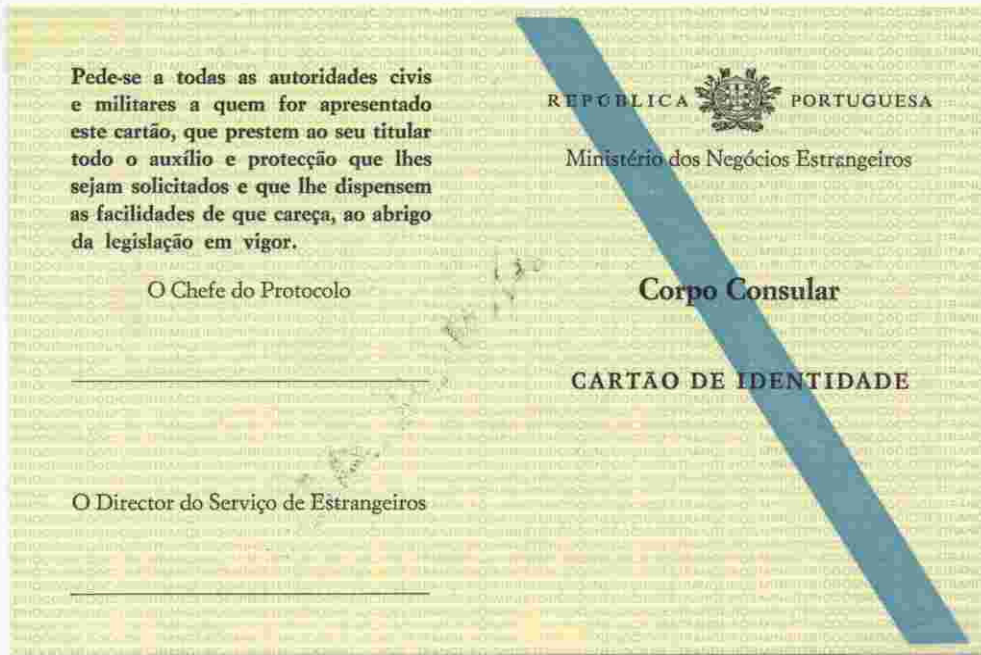 Pede-se a todas as autoridades civis
e militares a quem for apresentado
este cartão, que prestem ao seu titular
todo o auxílio e protecção que lhes
sejam solicitados e que lhe dispensem
as facilidades de que careça, ao abrigo
da legislação em vigor.
O Chefe do Protocolo
O Director do Serviço de Estrangeiros
REPÚBLICA PORTUGUESA
Ministério dos Negócios Estrangeiros
Corpo Consular
CARTÃO DE IDENTIDADE